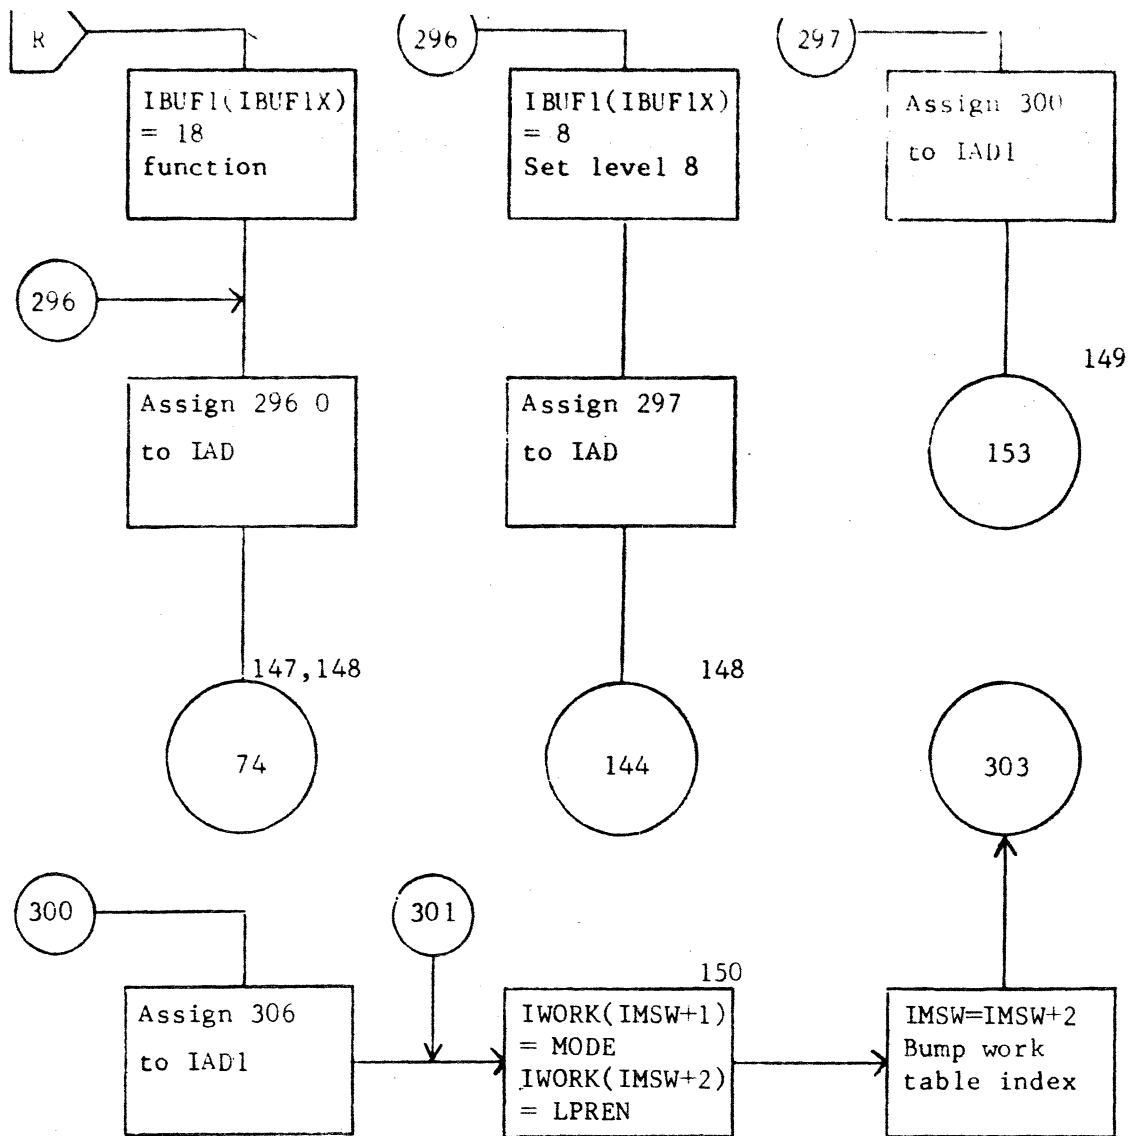 R
IBUF1(IBUF1X)
= 18
function
296
Assign 296 0
to IAD
147,148
74
296
IBUF1(IBUF1X)
= 8
Set level 8
Assign 297
to IAD
148
144
297
Assign 300
to IAD1
149
153
303
300
Assign 306
to IAD1
301
150
IWORK(IMSW+1)
= MODE
IWORK(IMSW+2)
= LPREN
IMSW=IMSW+2
Bump work
table index